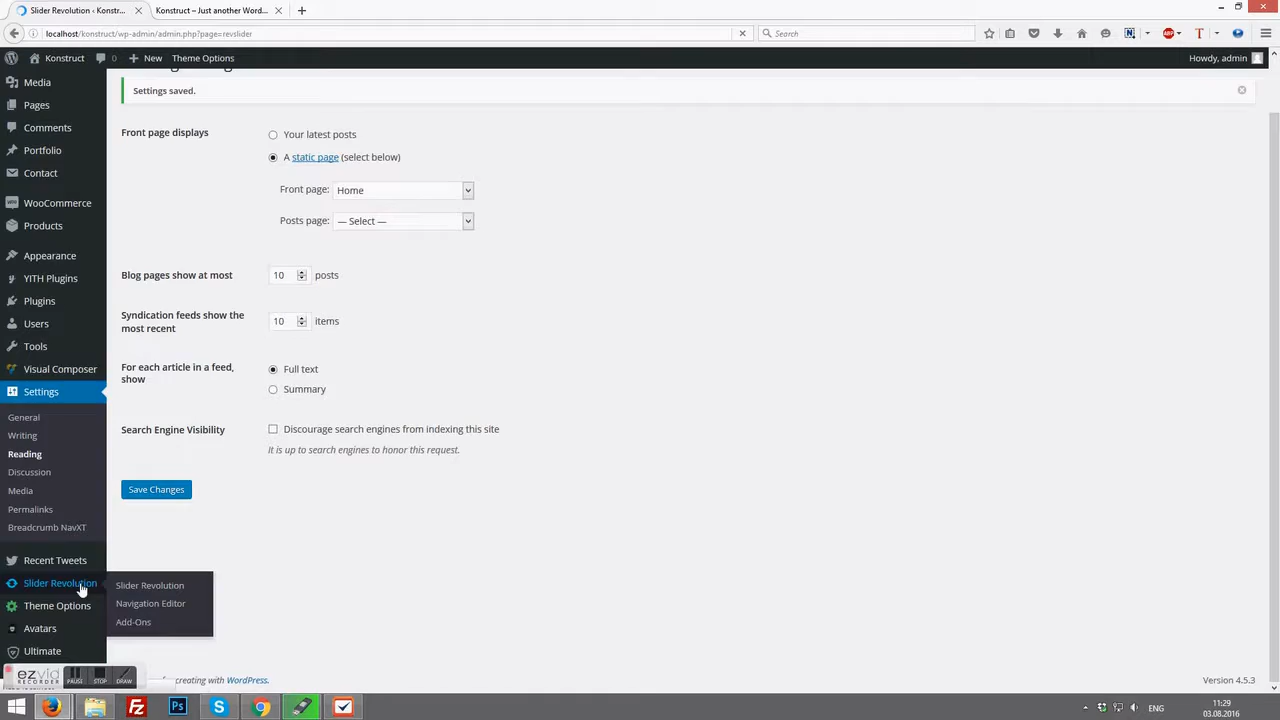 Slider Revolution < Konstr...
Konstruct – Just another Word...
localhost/konstruct/wp-admin/admin.php?page=revslider
Search
Konstruct
0
New
Theme Options
Howdy, admin
Media
Pages
Comments
Portfolio
Contact
WooCommerce
Products
Appearance
YITH Plugins
Plugins
Users
Tools
Visual Composer
Settings
General
Writing
Reading
Discussion
Media
Permalinks
Breadcrumb NavXT
Recent Tweets
Slider Revolution
Theme Options
Avatars
Ultimate
Slider Revolution
Navigation Editor
Add-Ons
Settings saved.
Front page displays
Your latest posts
A static page (select below)
Front page: Home
Posts page: — Select —
Blog pages show at most
10 posts
Syndication feeds show the
most recent
10 items
For each article in a feed,
show
Full text
Summary
Search Engine Visibility
Discourage search engines from indexing this site
It is up to search engines to honor this request.
Save Changes
creating with WordPress.
Version 4.5.3
ezvid
RECORDER
PAUSE
STOP
DRAW
ENG
11:29
03.08.2016